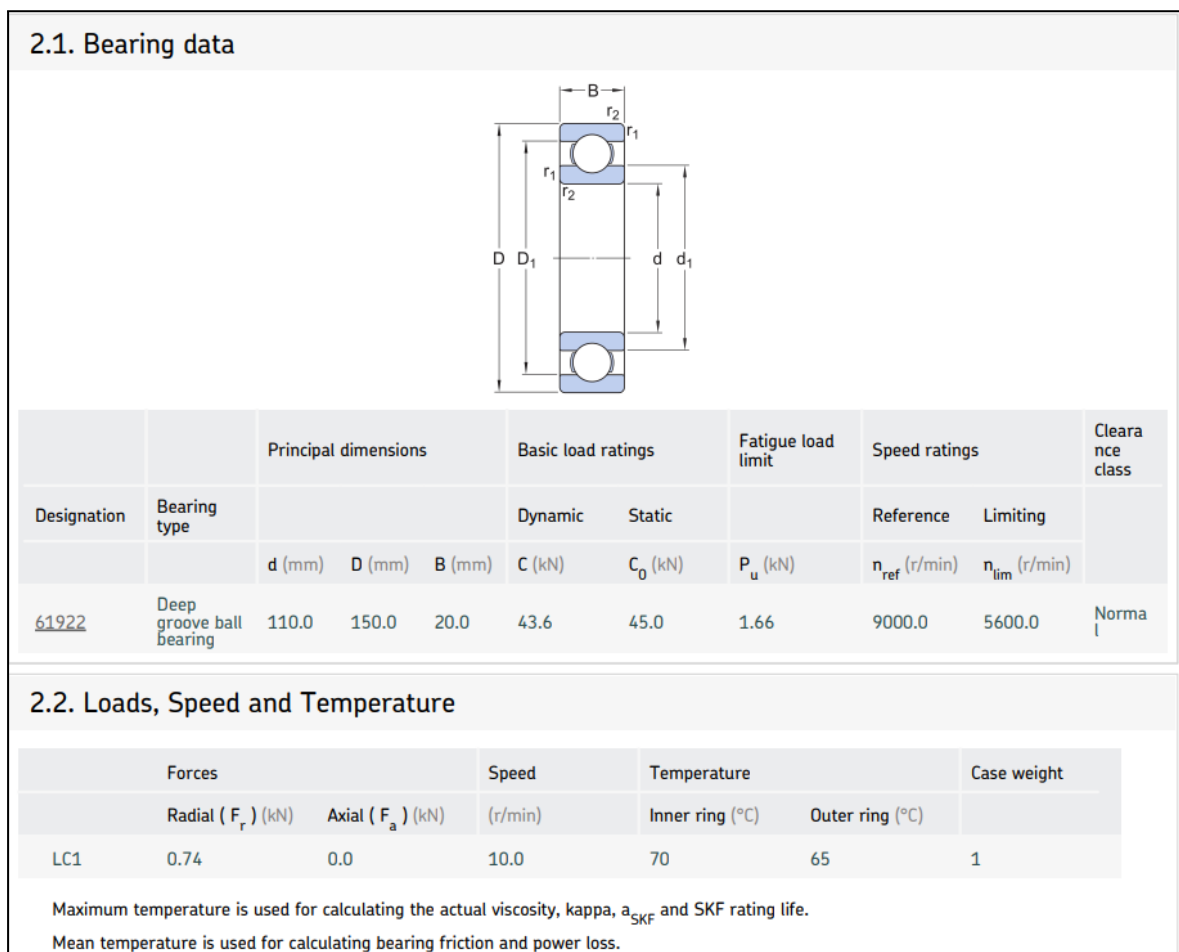 2.1. Bearing data
B
r2
r1
r1
r2
D D1 d d1
Cleara
nce
class
Principal dimensions Basic load ratings Fatigue load
limit Speed ratings
Designation Bearing
type Dynamic Static Reference Limiting
d (mm) D (mm) B (mm) C (kN) C0 (kN) Pu (kN) nref (r/min) nlim (r/min)
61922 Deep
groove ball
bearing 110.0 150.0 20.0 43.6 45.0 1.66 9000.0 5600.0 Norma
l
2.2. Loads, Speed and Temperature
Forces Speed Temperature Case weight
Radial ( Fr ) (kN) Axial ( Fa ) (kN) (r/min) Inner ring (°C) Outer ring (°C)
LC1 0.74 0.0 10.0 70 65 1
Maximum temperature is used for calculating the actual viscosity, kappa, aSKF and SKF rating life.
Mean temperature is used for calculating bearing friction and power loss.